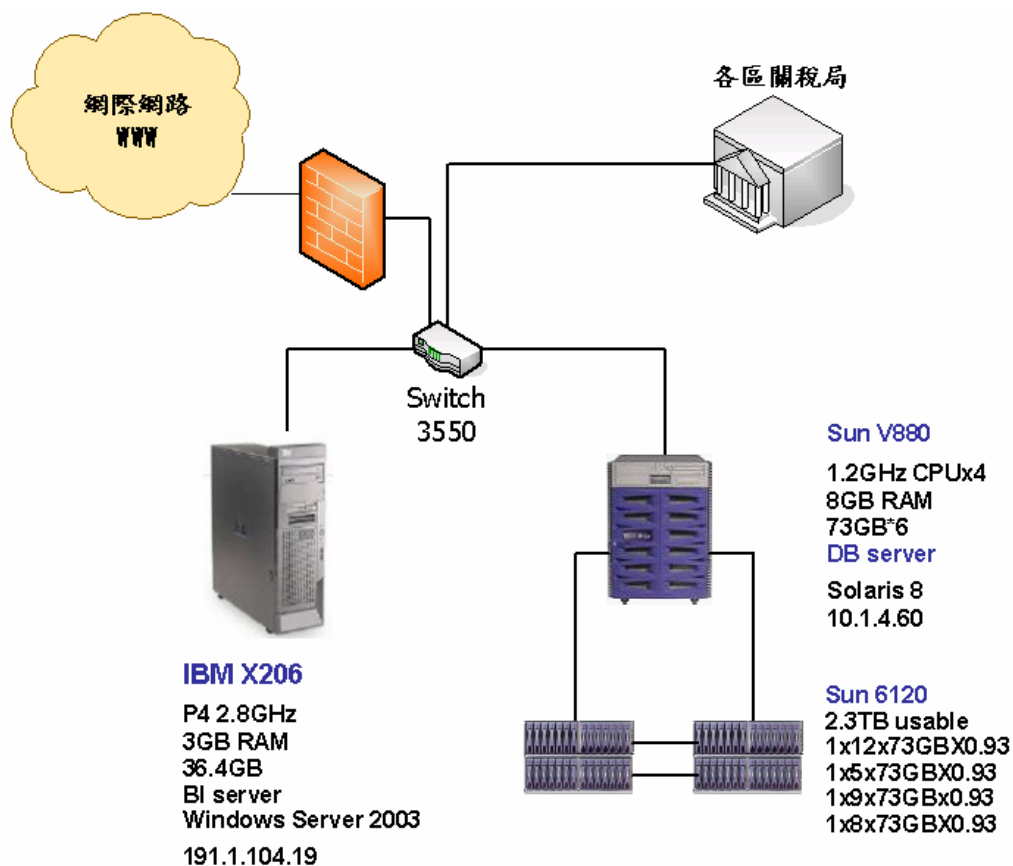 網際網路
WWW
各區關稅局
Switch
3550
Sun V880
1.2GHz CPUx4
8GB RAM
73GB*6
DB server
Solaris 8
10.1.4.60
IBM X206
P4 2.8GHz
3GB RAM
36.4GB
BI server
Windows Server 2003
191.1.104.19
Sun 6120
2.3TB usable
1x12x73GBX0.93
1x5x73GBX0.93
1x9x73GBx0.93
1x8x73GBX0.93